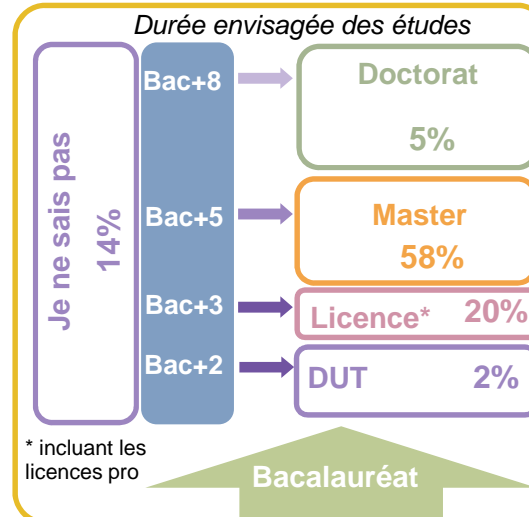 Durée envisagée des études
Je ne sais pas
14%
Bac+8
Doctorat
5%
Bac+5
Master
58%
Bac+3
Licence* 20%
Bac+2
DUT 2%
* incluant les
licences pro
Bacalauréat